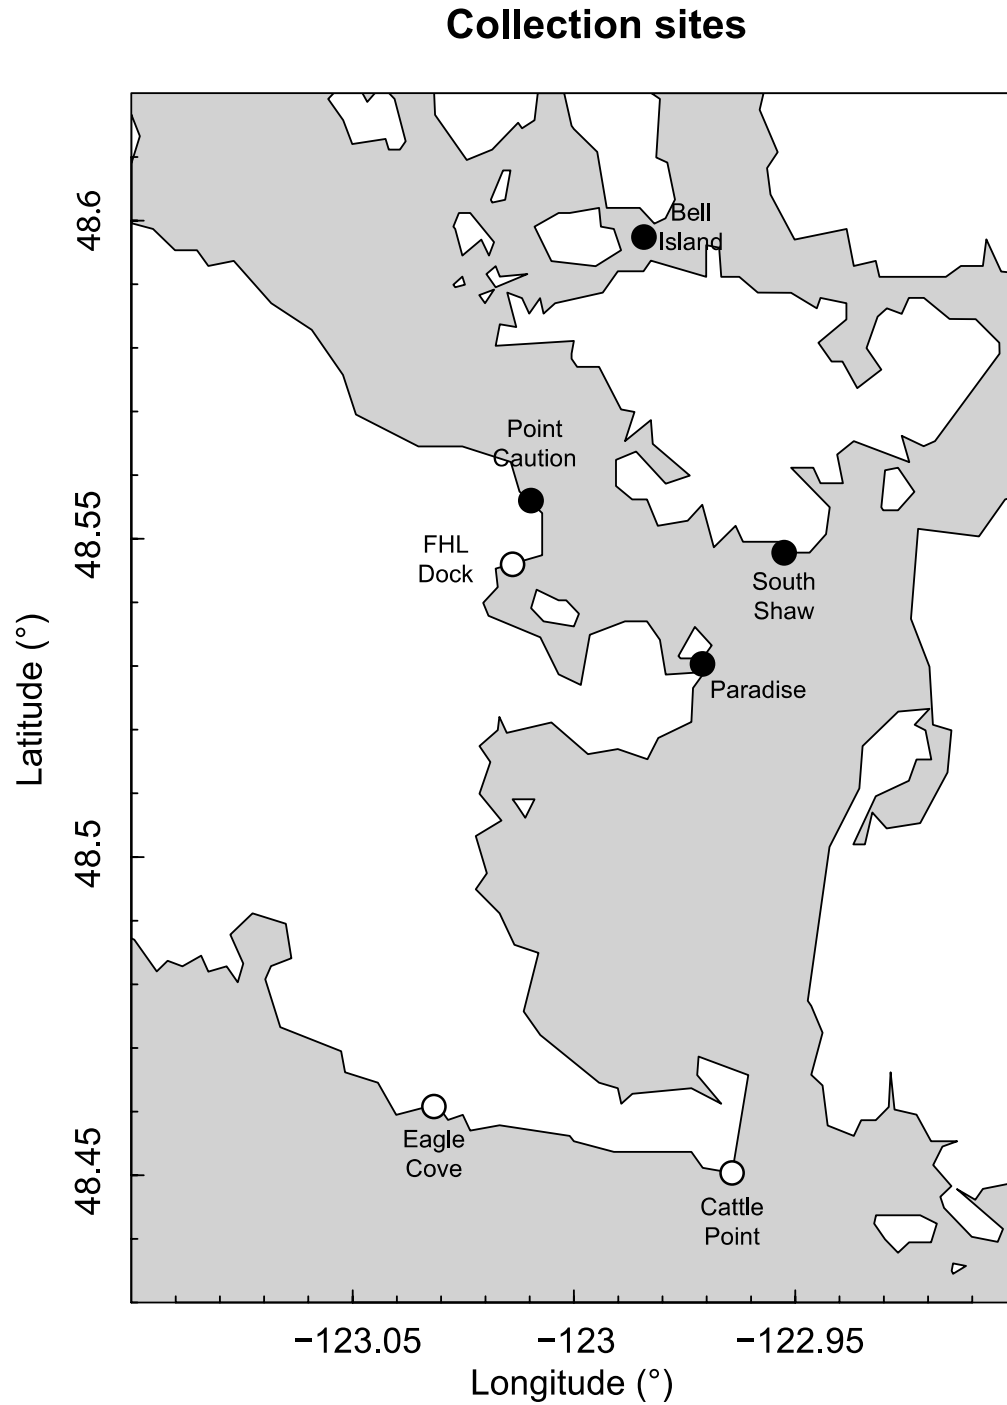 Collection sites
48.6
Bell
Island
Point
Caution
48.55
FHL
Dock
South
Shaw
Paradise
Latitude (°)
48.5
Eagle
Cove
48.45
Cattle
Point
−123.05
−123
−122.95
Longitude (°)